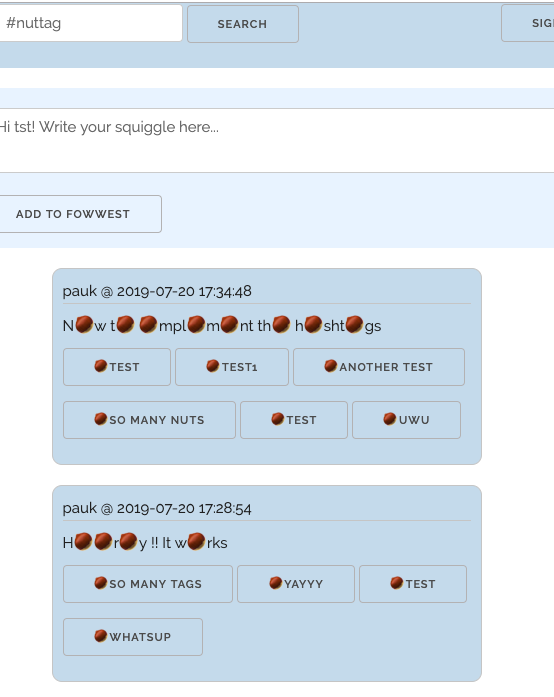 #nuttag SEARCH SIG
Hi tst! Write your squiggle here...
ADD TO FOWWEST
pauk @ 2019-07-20 17:34:48
N🌰w t🌰 🌰mpl🌰m🌰nt th🌰 h🌰sht🌰gs
🌰TEST 🌰TEST1 🌰ANOTHER TEST
🌰SO MANY NUTS 🌰TEST 🌰UWU
pauk @ 2019-07-20 17:28:54
H🌰🌰r🌰y !! It w🌰rks
🌰SO MANY TAGS 🌰YAYYY 🌰TEST
🌰WHATSUP